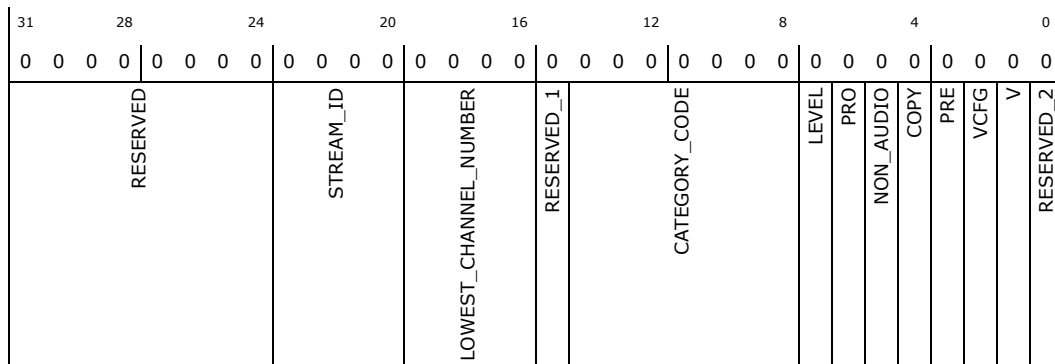 31 28 24 20 16 12 8 4 0
0 0 0 0 0 0 0 0 0 0 0 0 0 0 0 0 0 0 0 0 0 0 0 0 0 0 0 0 0 0 0 0
RESERVED
STREAM_ID
LOWEST_CHANNEL_NUMBER
RESERVED_1
CATEGORY_CODE
LEVEL
PRO
NON_AUDIO
COPY
PRE
VCFG
V
RESERVED_2